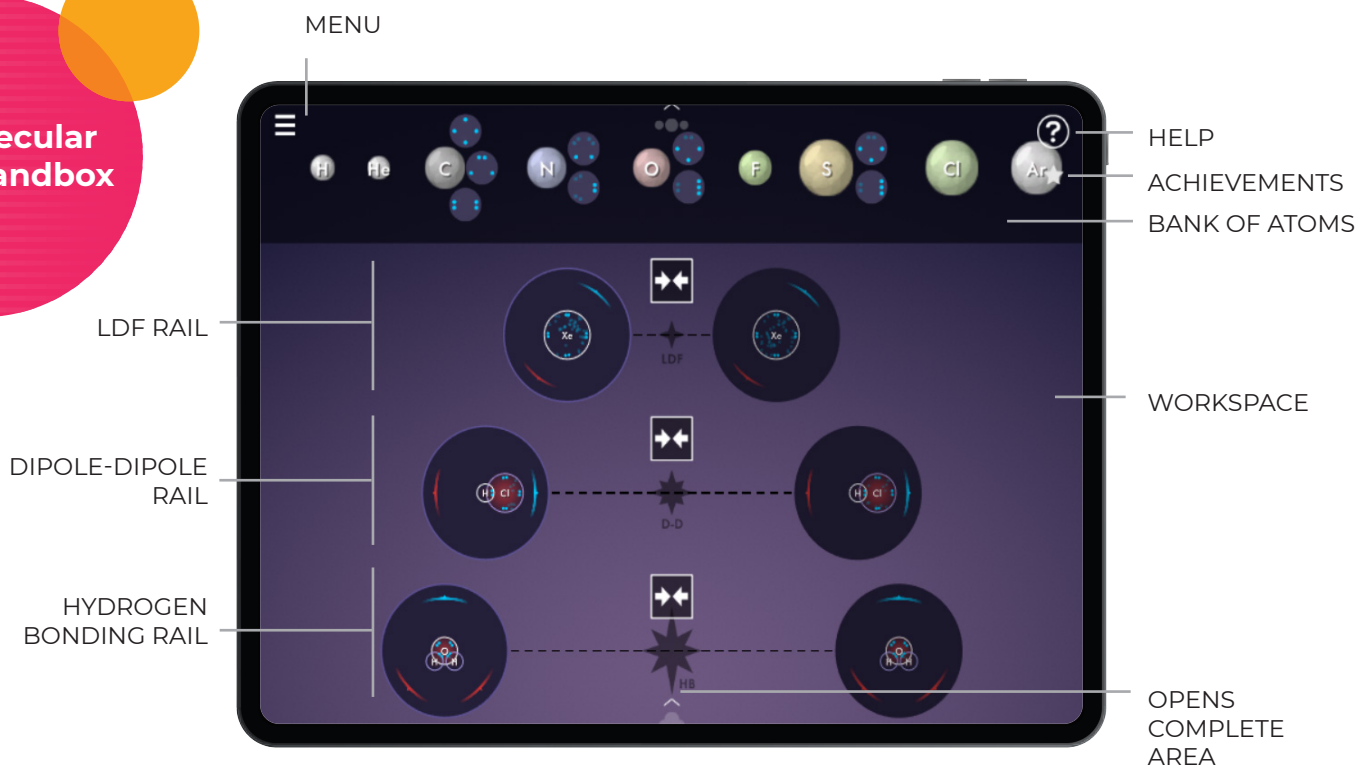 MENU
ecular
andbox
H He C N O F S Cl Ar
?
HELP
ACHIEVEMENTS
BANK OF ATOMS
LDF RAIL
Xe Xe
LDF
WORKSPACE
DIPOLE-DIPOLE
RAIL
H Cl H Cl
D-D
HYDROGEN
BONDING RAIL
O O
H H H H
HB
OPENS
COMPLETE
AREA